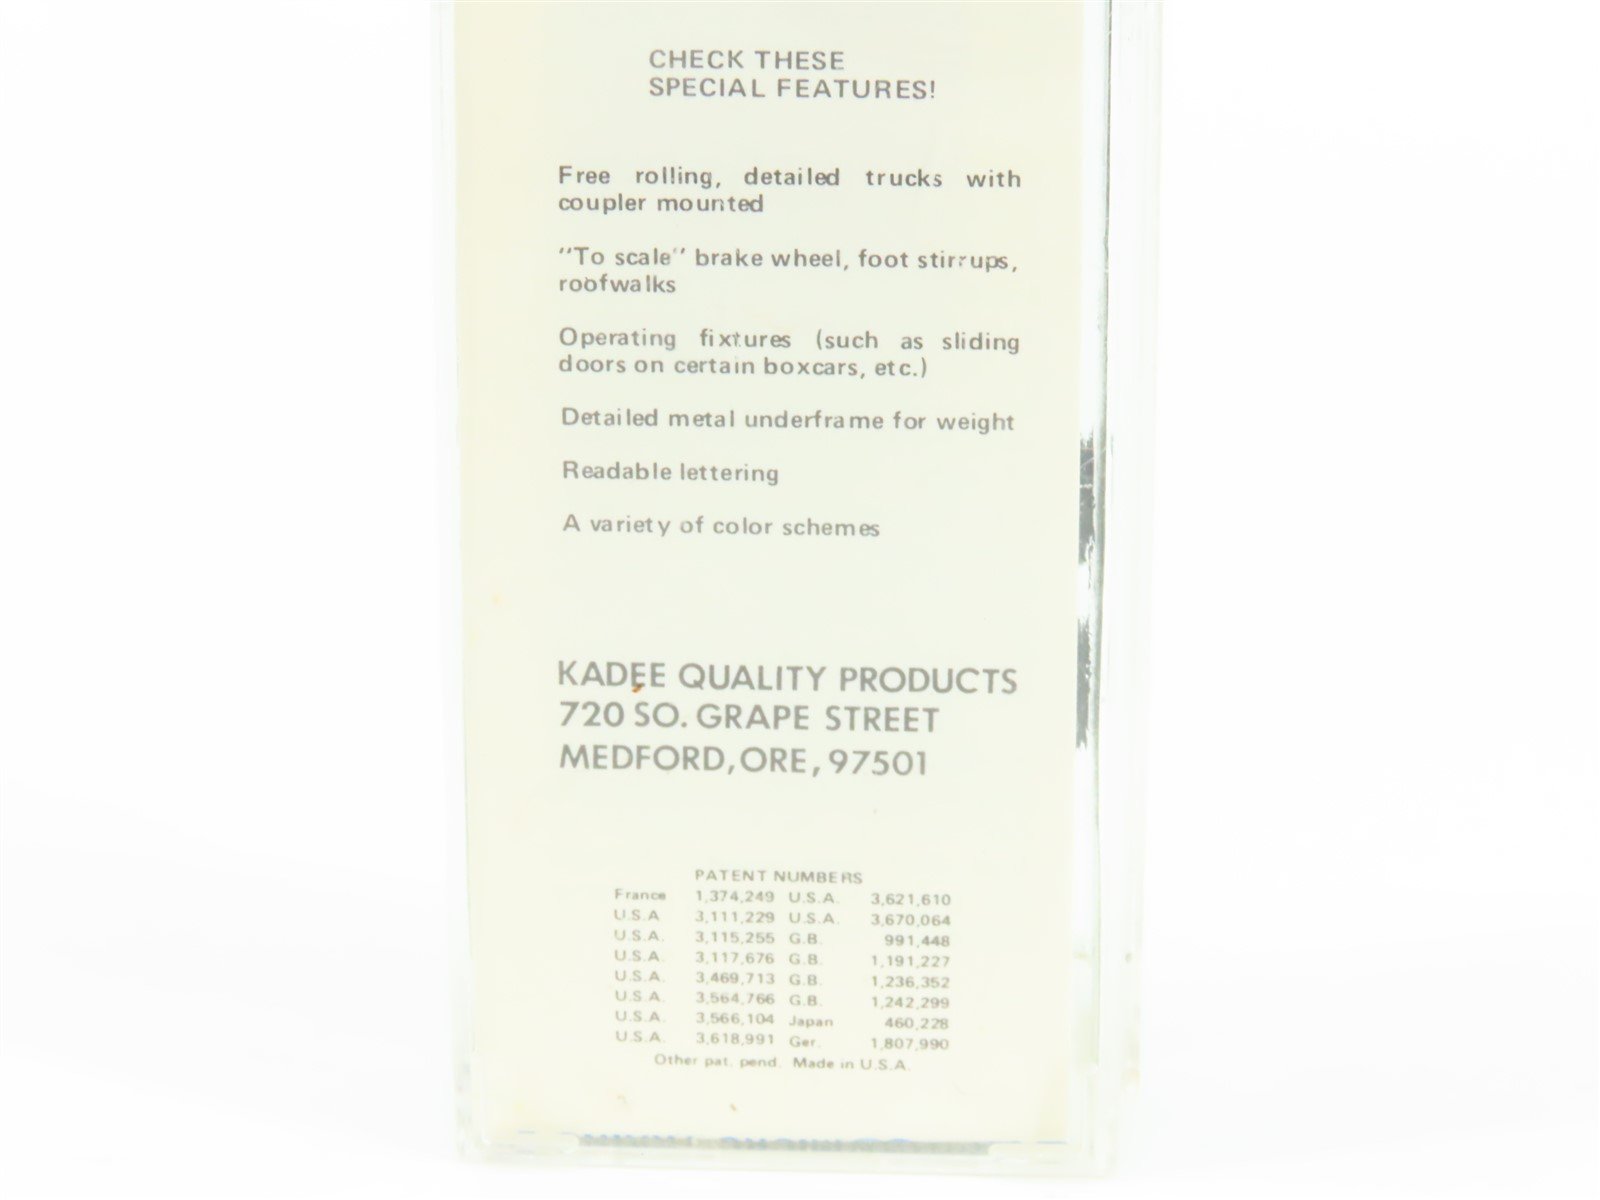 CHECK THESE
SPECIAL FEATURES!
Free rolling, detailed trucks with
coupler mounted
"To scale" brake wheel, foot stirrups,
roofwalks
Operating fixtures (such as sliding
doors on certain boxcars, etc.)
Detailed metal underframe for weight
Readable lettering
A variety of color schemes
KADEE QUALITY PRODUCTS
720 SO. GRAPE STREET
MEDFORD, ORE, 97501
PATENT NUMBERS
France 1,374,249 U.S.A. 3,621,610
U.S.A 3,111,229 U.S.A. 3,670,064
U.S.A. 3,115,255 G.B. 991,448
U.S.A. 3,117,676 G.B. 1,191,227
U.S.A. 3,469,713 G.B. 1,236,352
U.S.A. 3,564,766 G.B. 1,242,299
U.S.A. 3,566,104 Japan 460,228
U.S.A. 3,618,991 Ger. 1,807,990
Other pat. pend. Made in U.S.A.